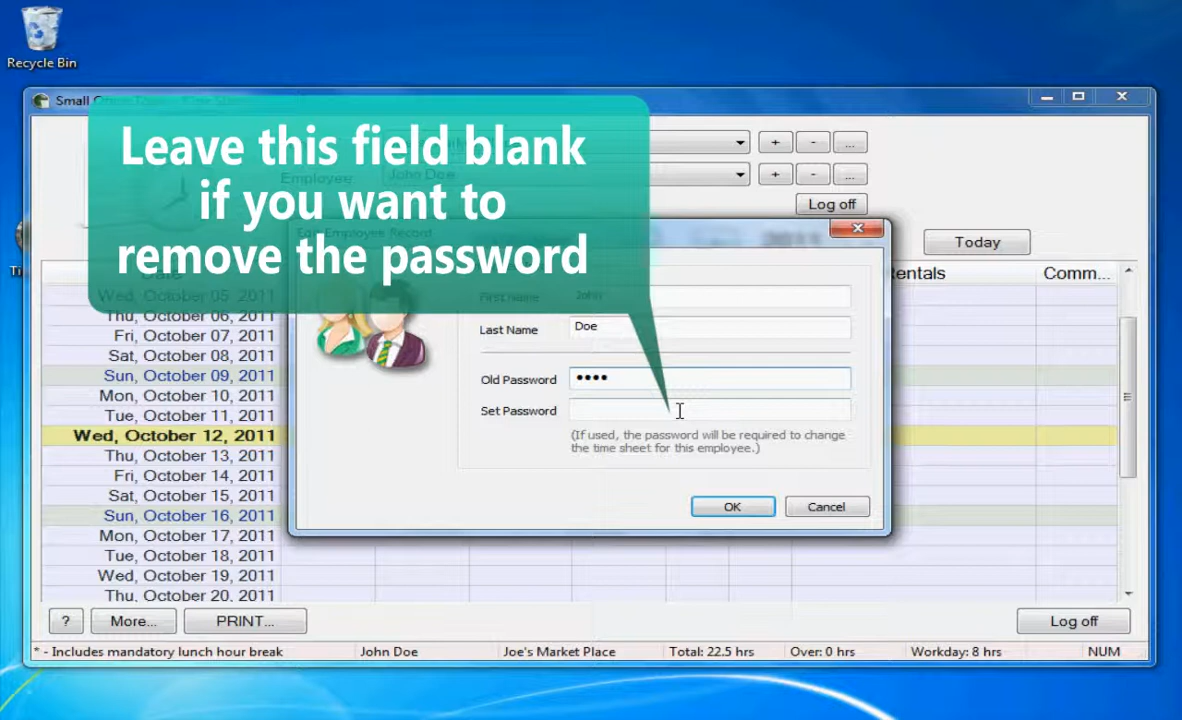 Recycle Bin
Small
Leave this field blank
if you want to
remove the password
Employee
John Doe
+ - ...
+ - ...
Log off
Edit Employee Record
2011
Today
Rentals
Comm...
Wed, October 05, 2011
Thu, October 06, 2011
Fri, October 07, 2011
Sat, October 08, 2011
Sun, October 09, 2011
Mon, October 10, 2011
Tue, October 11, 2011
Wed, October 12, 2011
Thu, October 13, 2011
Fri, October 14, 2011
Sat, October 15, 2011
Sun, October 16, 2011
Mon, October 17, 2011
Tue, October 18, 2011
Wed, October 19, 2011
Thu, October 20, 2011
First Name John
Last Name Doe
Old Password ••••
Set Password
(If used, the password will be required to change
the time sheet for this employee.)
OK Cancel
? More... PRINT... Log off
* - Includes mandatory lunch hour break John Doe Joe's Market Place Total: 22.5 hrs Over: 0 hrs Workday: 8 hrs NUM